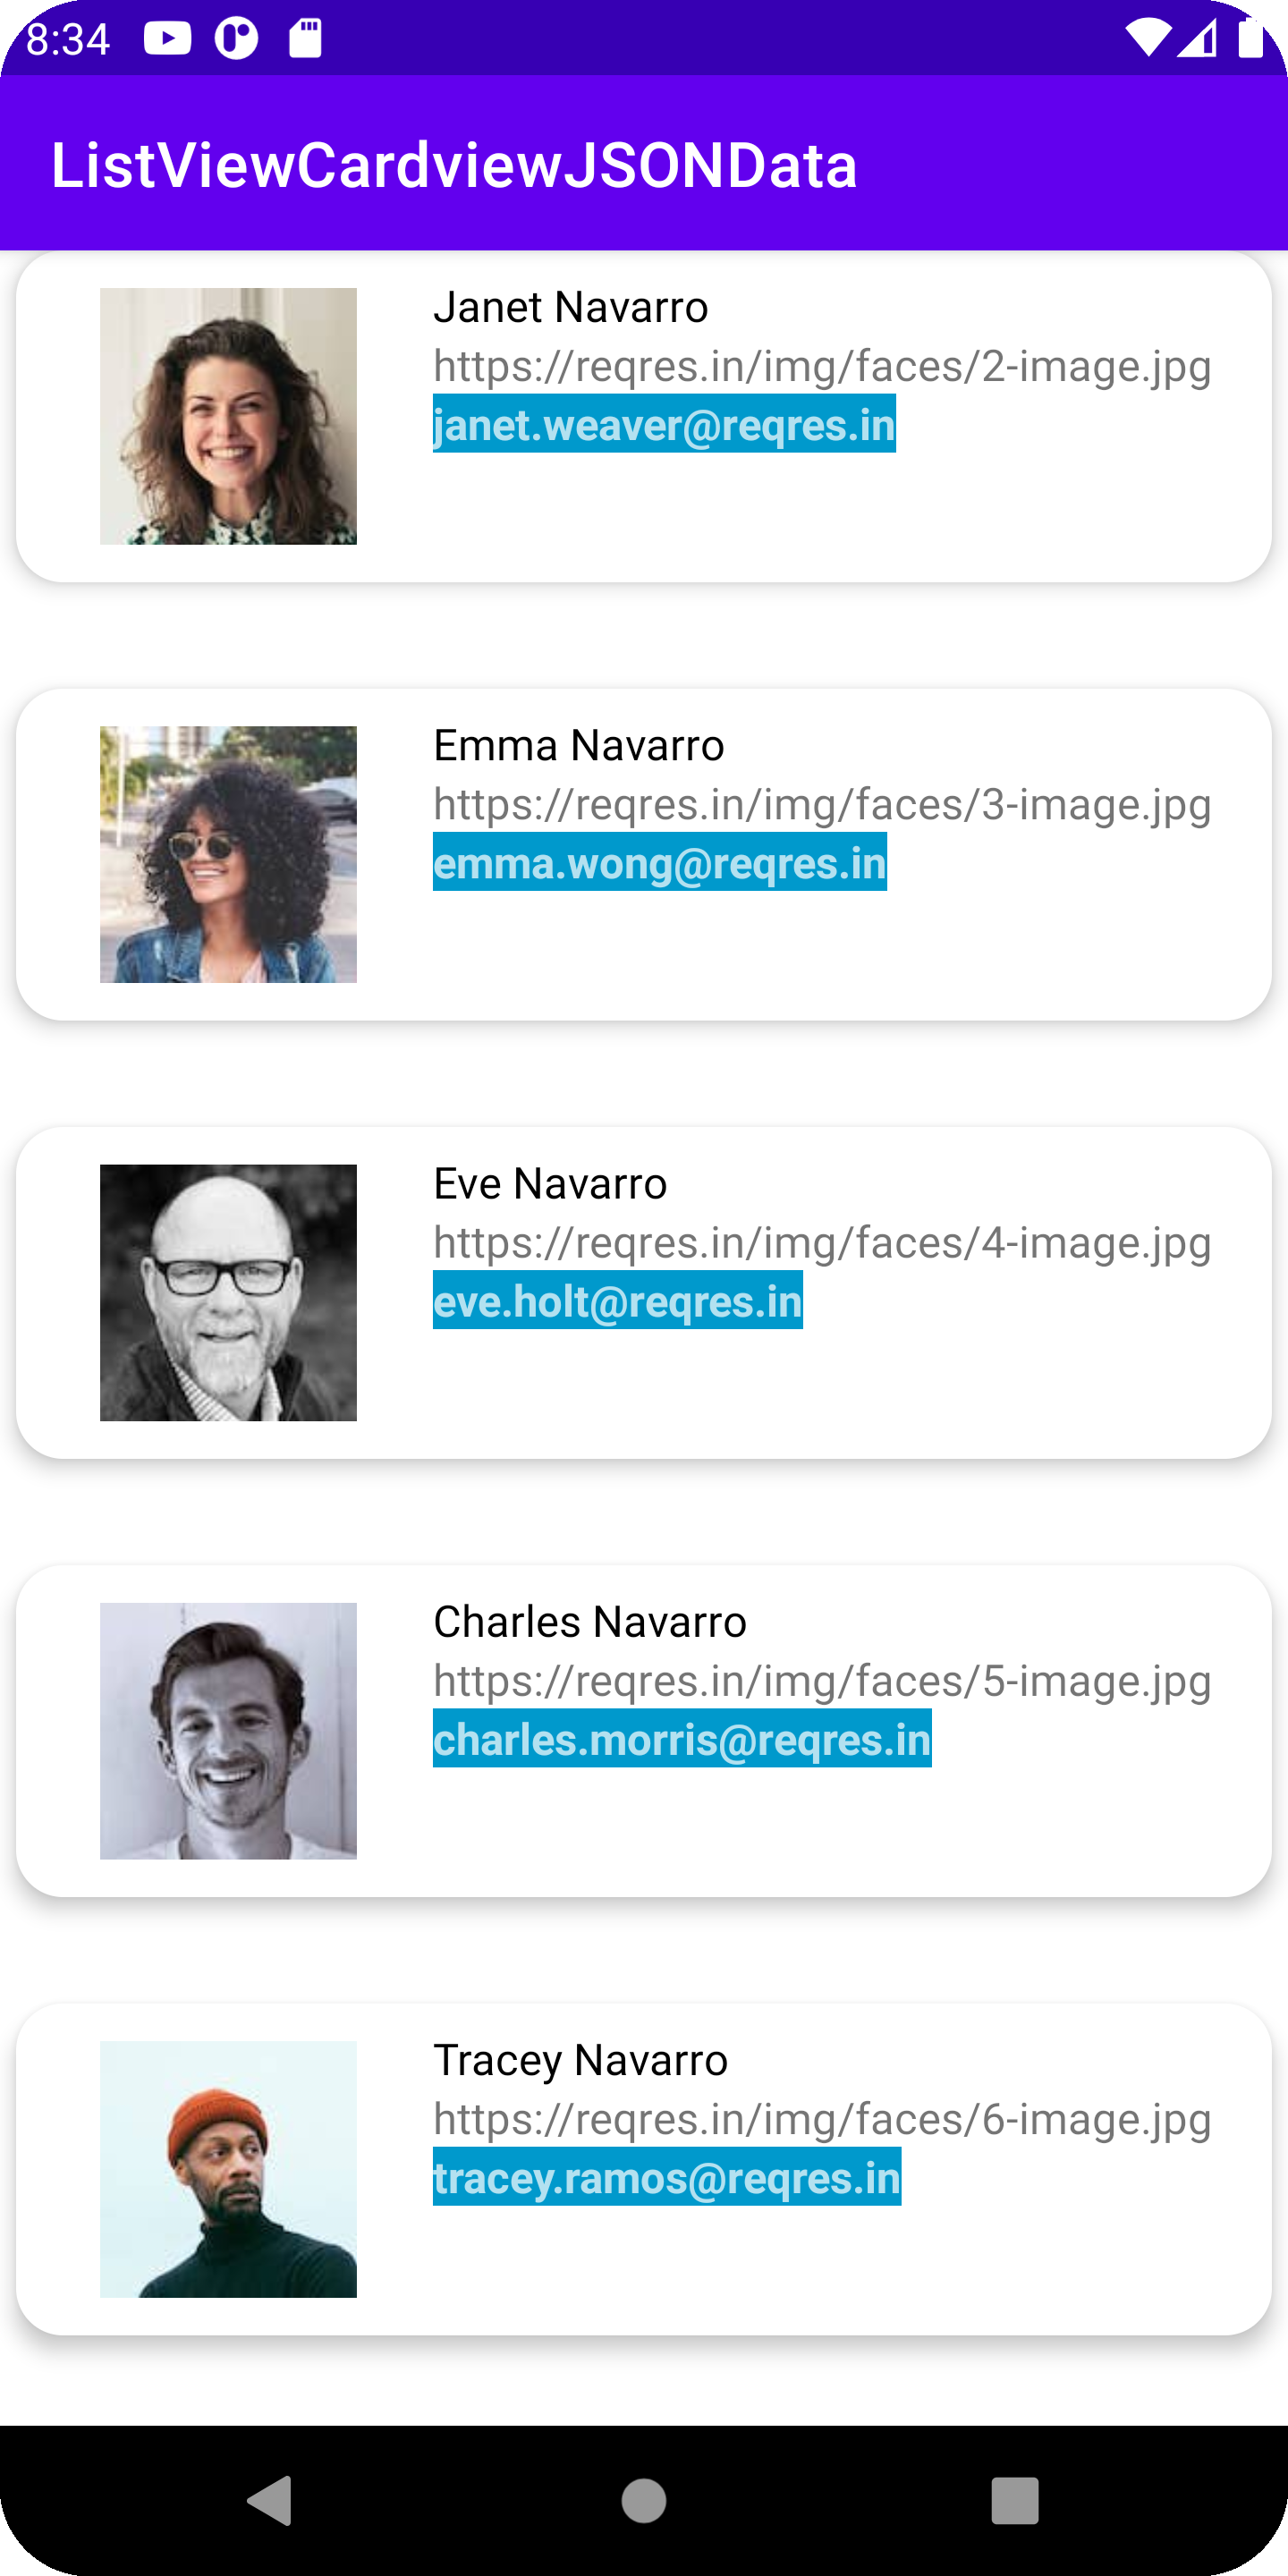 8:34
ListViewCardviewJSONData
Janet Navarro
https://reqres.in/img/faces/2-image.jpg
janet.weaver@reqres.in
Emma Navarro
https://reqres.in/img/faces/3-image.jpg
emma.wong@reqres.in
Eve Navarro
https://reqres.in/img/faces/4-image.jpg
eve.holt@reqres.in
Charles Navarro
https://reqres.in/img/faces/5-image.jpg
charles.morris@reqres.in
Tracey Navarro
https://reqres.in/img/faces/6-image.jpg
tracey.ramos@reqres.in